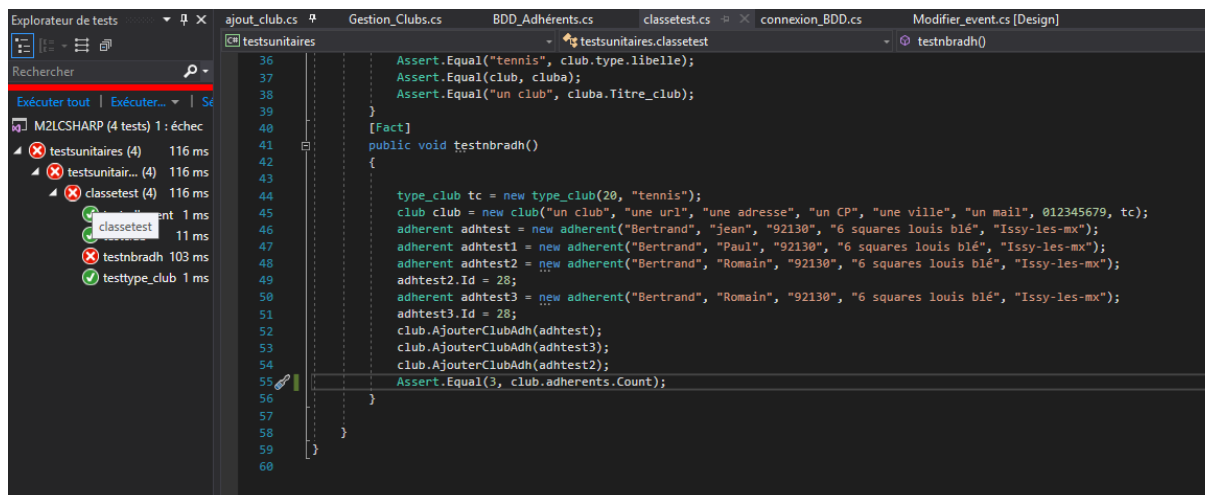 Explorateur de tests
ajout_club.cs
Gestion_Clubs.cs
BDD_Adhérents.cs
classetest.cs
connexion_BDD.cs
Modifier_event.cs [Design]
testsunitaires
testsunitaires.classetest
testnbradh()
Rechercher
Exécuter tout | Exécuter...
M2LCSHARP (4 tests) 1 : échec
testsunitaires (4) 116 ms
testsunitair... (4) 116 ms
classetest (4) 116 ms
1 ms
classetest
11 ms
testnbradh 103 ms
testtype_club 1 ms
36 Assert.Equal("tennis", club.type.libelle);
37 Assert.Equal(club, cluba);
38 Assert.Equal("un club", cluba.Titre_club);
39 }
40 [Fact]
41 public void testnbradh()
42 {
43
44 type_club tc = new type_club(20, "tennis");
45 club club = new club("un club", "une url", "une adresse", "un CP", "une ville", "un mail", 012345679, tc);
46 adherent adhtest = new adherent("Bertrand", "jean", "92130", "6 squares louis blé", "Issy-les-mx");
47 adherent adhtest1 = new adherent("Bertrand", "Paul", "92130", "6 squares louis blé", "Issy-les-mx");
48 adherent adhtest2 = new adherent("Bertrand", "Romain", "92130", "6 squares louis blé", "Issy-les-mx");
49 adhtest2.Id = 28;
50 adherent adhtest3 = new adherent("Bertrand", "Romain", "92130", "6 squares louis blé", "Issy-les-mx");
51 adhtest3.Id = 28;
52 club.AjouterClubAdh(adhtest);
53 club.AjouterClubAdh(adhtest3);
54 club.AjouterClubAdh(adhtest2);
55 Assert.Equal(3, club.adherents.Count);
56 }
57
58 }
59 }
60